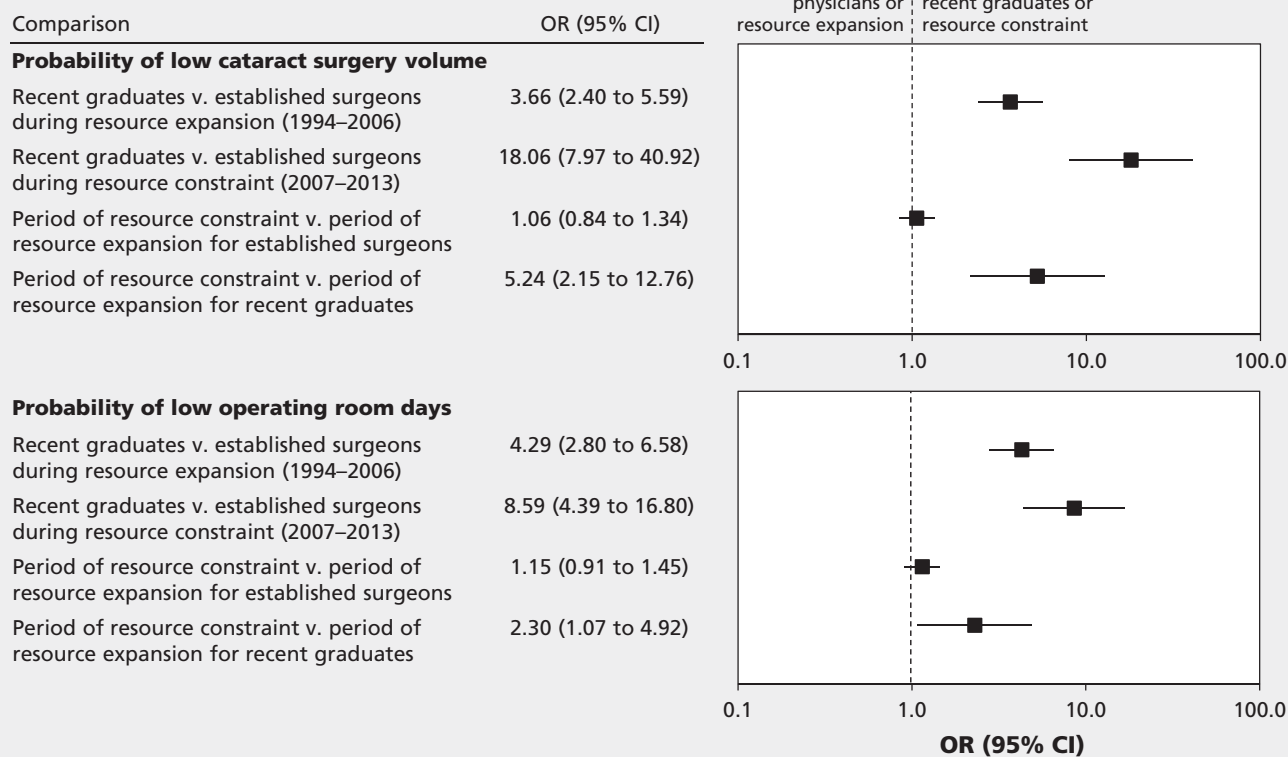 physicians or
recent graduates or
Comparison
OR (95% CI)
resource expansion
resource constraint
Probability of low cataract surgery volume
Recent graduates v. established surgeons
during resource expansion (1994–2006)
3.66 (2.40 to 5.59)
Recent graduates v. established surgeons
during resource constraint (2007–2013)
18.06 (7.97 to 40.92)
Period of resource constraint v. period of
resource expansion for established surgeons
1.06 (0.84 to 1.34)
Period of resource constraint v. period of
resource expansion for recent graduates
5.24 (2.15 to 12.76)
0.1 1.0 10.0 100.0
Probability of low operating room days
Recent graduates v. established surgeons
during resource expansion (1994–2006)
4.29 (2.80 to 6.58)
Recent graduates v. established surgeons
during resource constraint (2007–2013)
8.59 (4.39 to 16.80)
Period of resource constraint v. period of
resource expansion for established surgeons
1.15 (0.91 to 1.45)
Period of resource constraint v. period of
resource expansion for recent graduates
2.30 (1.07 to 4.92)
0.1 1.0 10.0 100.0
OR (95% CI)